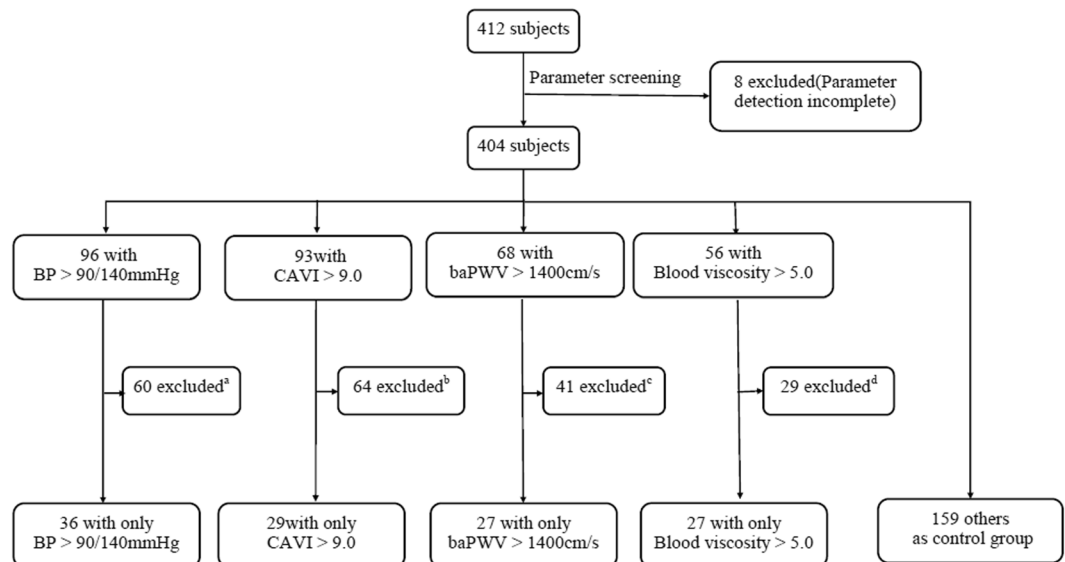 412 subjects
Parameter screening
8 excluded(Parameter
detection incomplete)
404 subjects
96 with
BP > 90/140mmHg
93with
CAVI > 9.0
68 with
baPWV > 1400cm/s
56 with
Blood viscosity > 5.0
60 excludedᵃ
64 excludedᵇ
41 excludedᶜ
29 excludedᵈ
36 with only
BP > 90/140mmHg
29with only
CAVI > 9.0
27 with only
baPWV > 1400cm/s
27 with only
Blood viscosity > 5.0
159 others
as control group